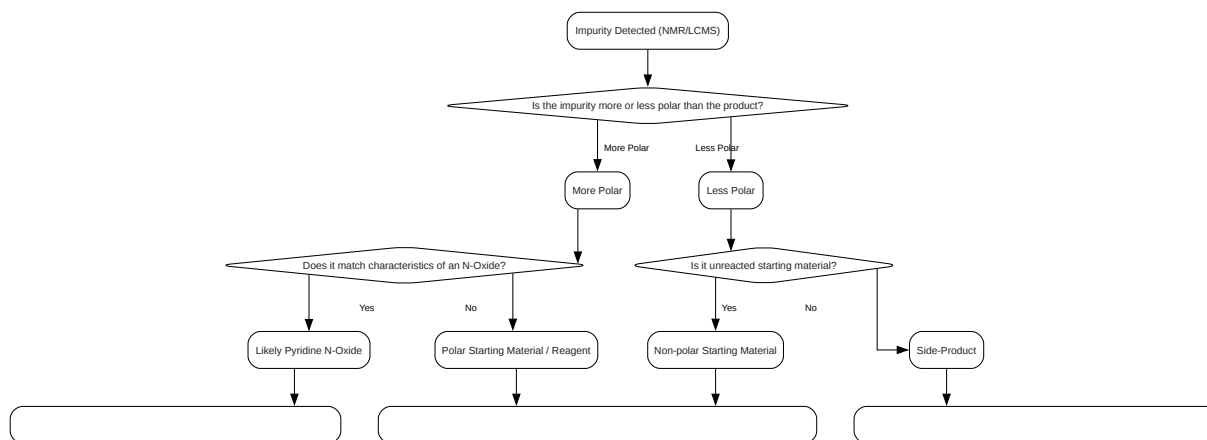 Impurity Detected (NMR/LCMS)
Is the impurity more or less polar than the product?
More Polar
Less Polar
More Polar
Less Polar
Does it match characteristics of an N-Oxide?
Is it unreacted starting material?
Yes
No
Yes
No
Likely Pyridine N-Oxide
Polar Starting Material / Reagent
Non-polar Starting Material
Side-Product